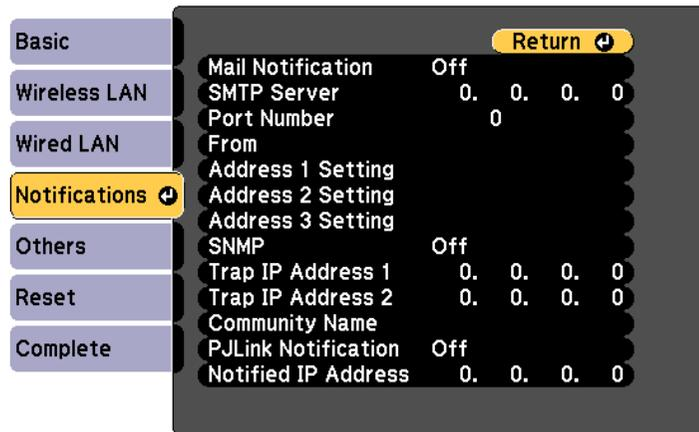 Basic
Wireless LAN
Wired LAN
Notifications
Others
Reset
Complete
Return
Mail Notification Off
SMTP Server 0. 0. 0. 0
Port Number 0
From
Address 1 Setting
Address 2 Setting
Address 3 Setting
SNMP Off
Trap IP Address 1 0. 0. 0. 0
Trap IP Address 2 0. 0. 0. 0
Community Name
PJLink Notification Off
Notified IP Address 0. 0. 0. 0